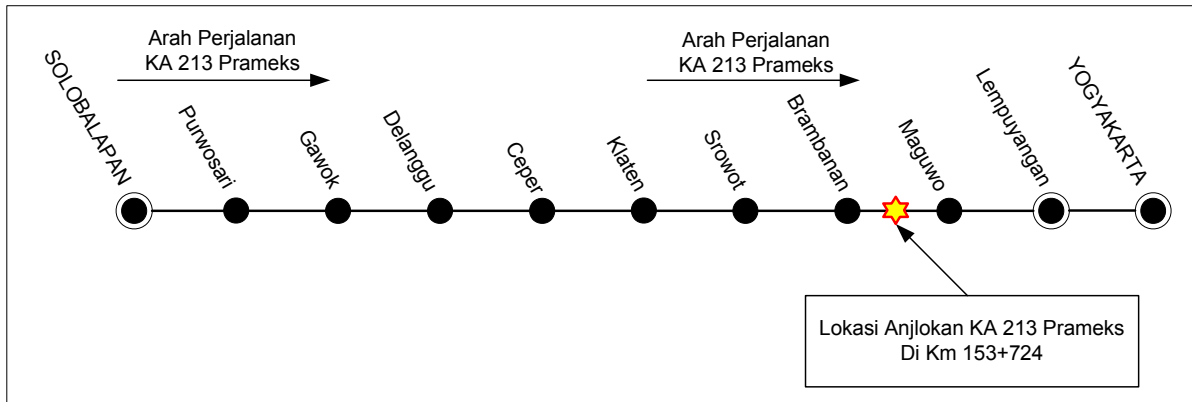 Arah Perjalanan
KA 213 Prameks
Arah Perjalanan
KA 213 Prameks
SOLOBALAPAN
Purwosari
Gawok
Delanggu
Ceper
Klaten
Srowot
Brambanan
Maguwo
Lempuyangan
YOGYAKARTA
Lokasi Anjlokan KA 213 Prameks
Di Km 153+724